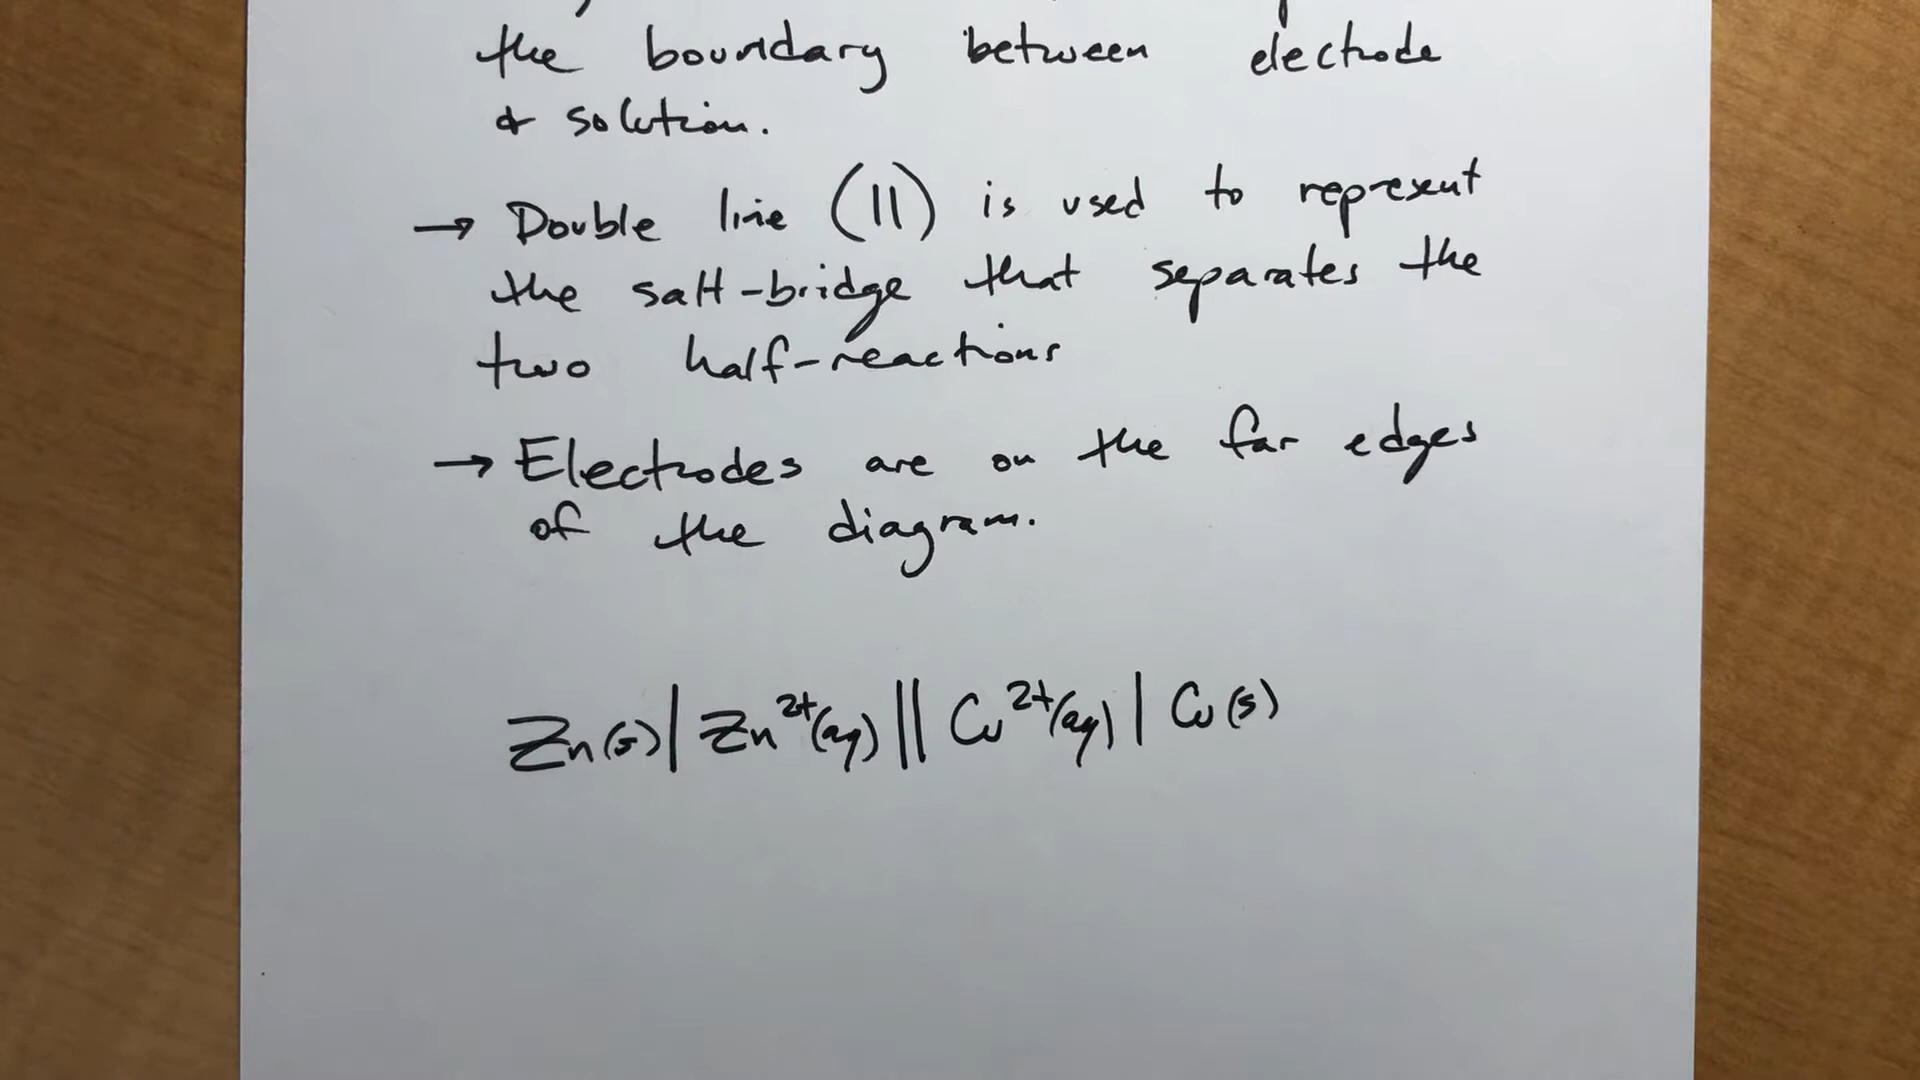 the boundary between electrode
& solution.
→ Double line (||) is used to represent
the salt-bridge that separates the
two half-reactions
→ Electrodes are on the far edges
of the diagram.
Zn(s)|Zn²⁺(aq)||Cu²⁺(aq)|Cu(s)